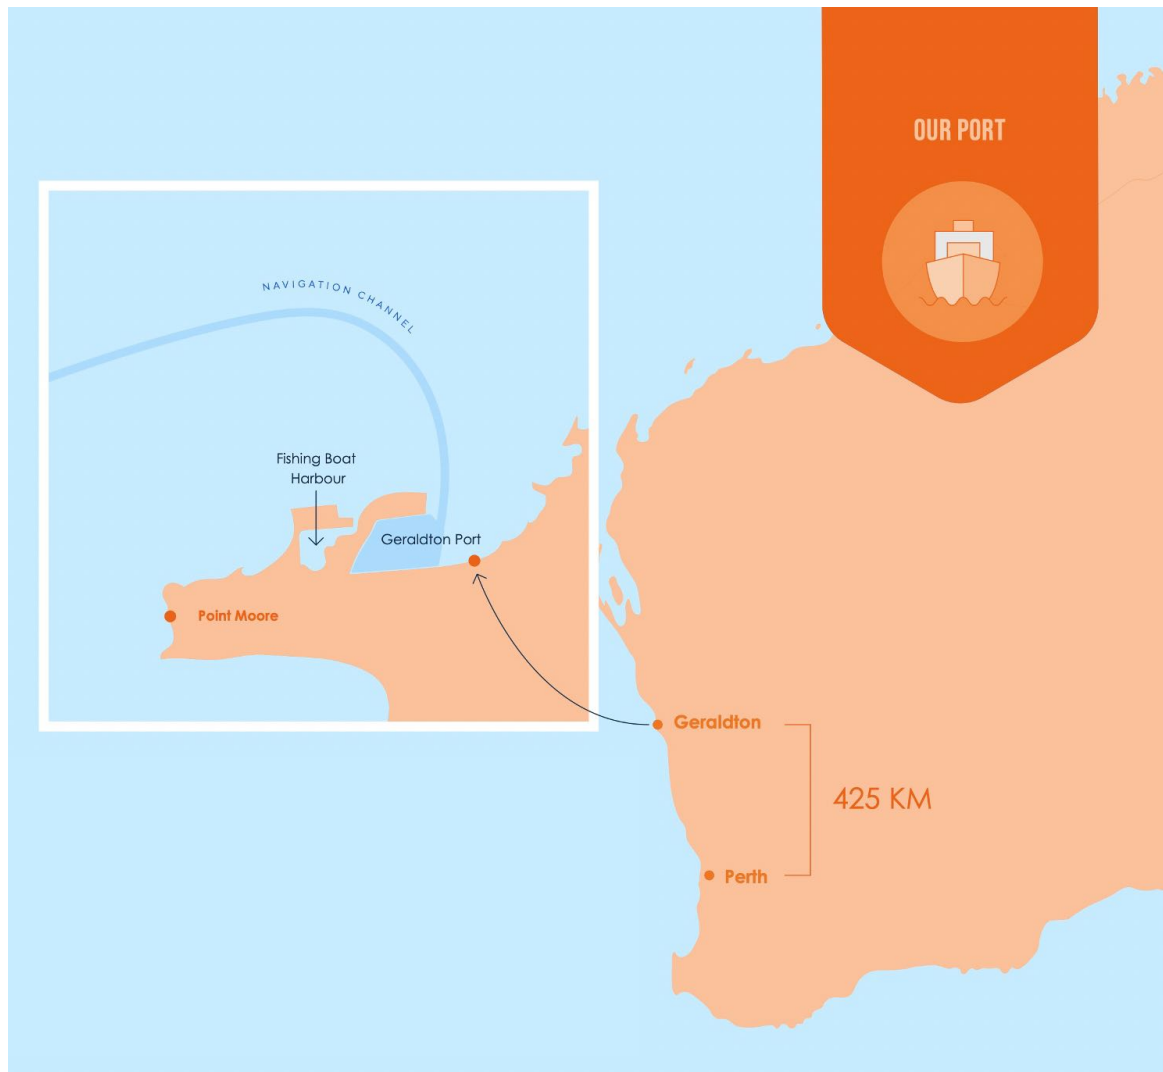 OUR PORT
NAVIGATION CHANNEL
Fishing Boat
Harbour
Geraldton Port
Point Moore
Geraldton
425 KM
Perth